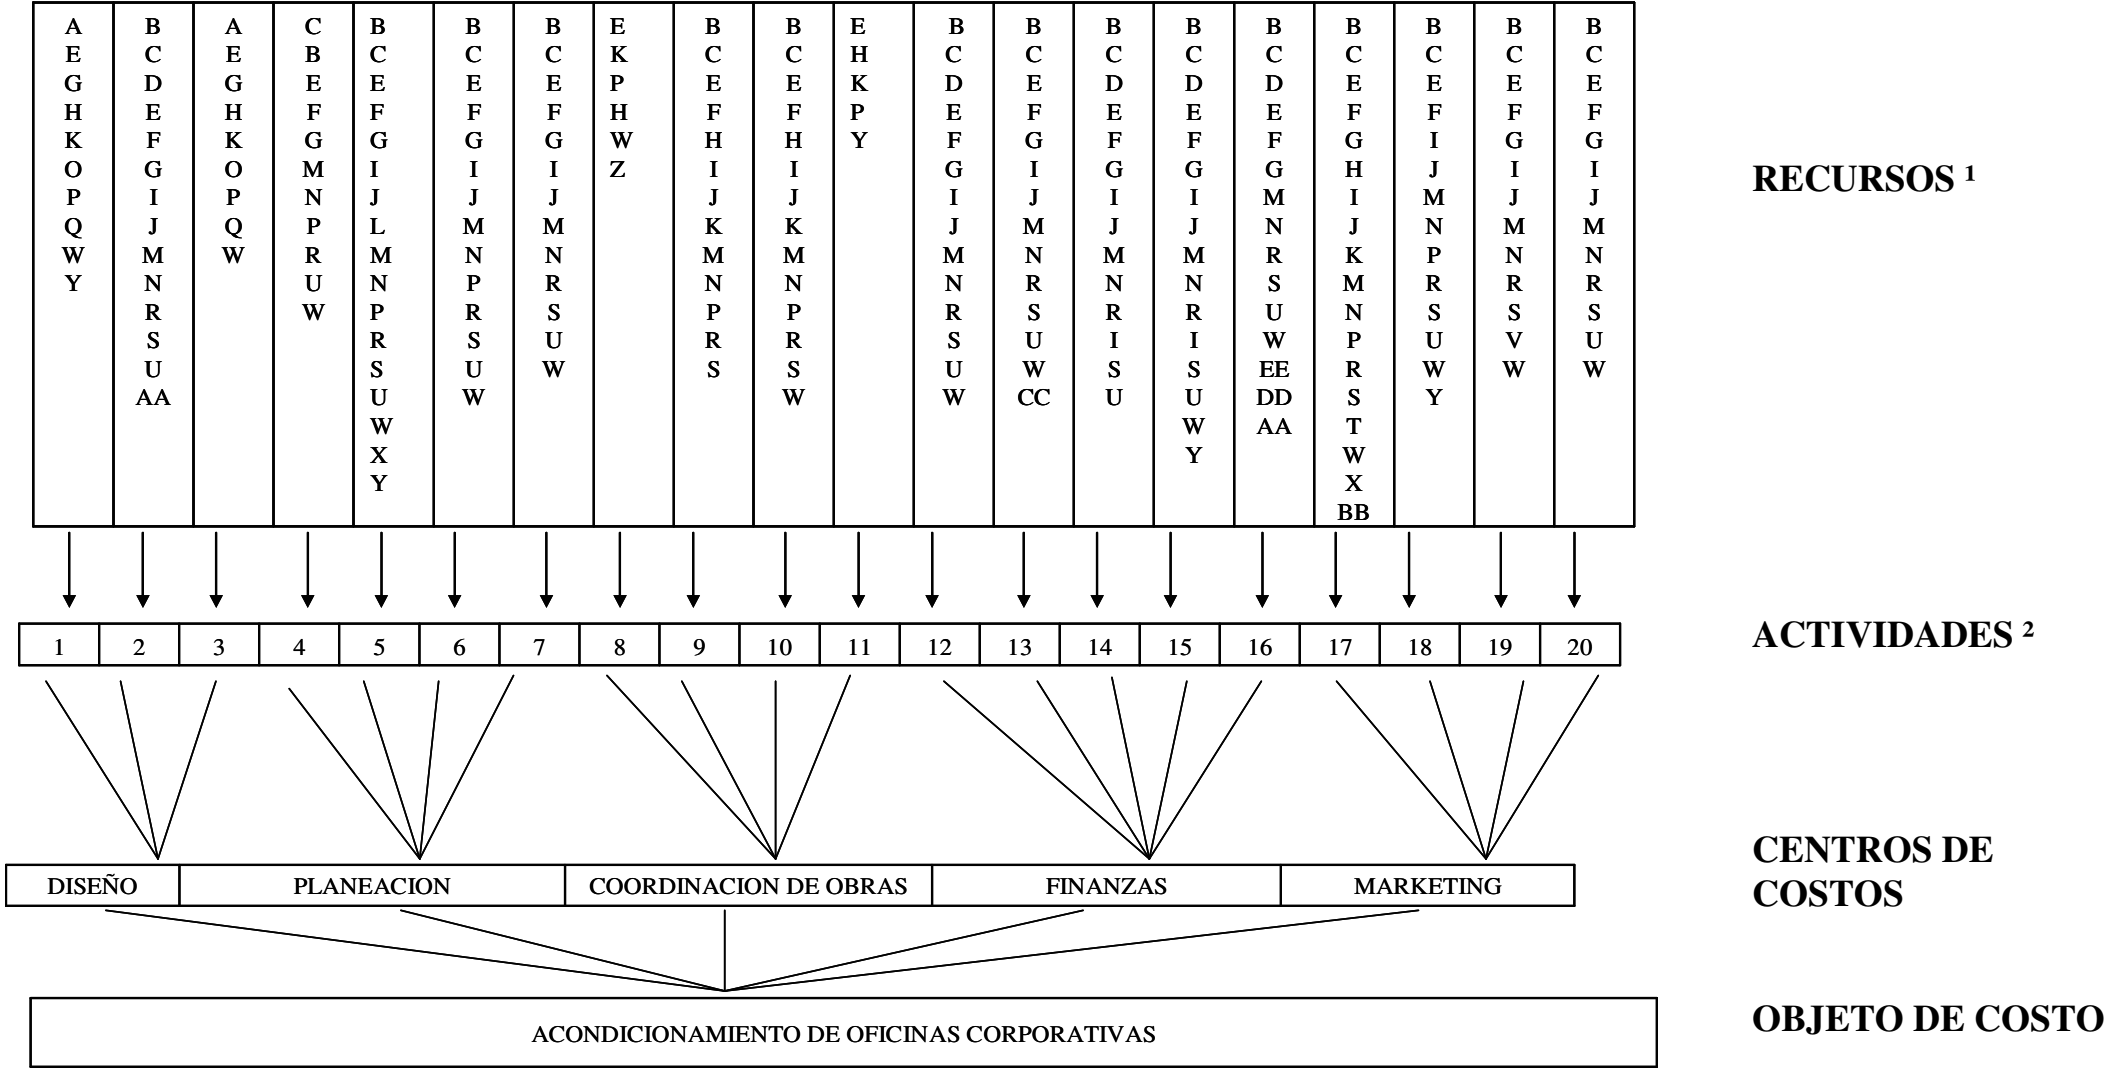 A E G H K O P Q W Y
B C D E F G I J M N R S U AA
A E G H K O P Q W
C B E F G M N P R U W
B C E F G I J L M N P R S U W X Y
B C E F G I J M N P R S U W
B C E F G I J M N R S U W
E K P H W Z
B C E F H I J K M N P R S
B C E F H I J K M N P R S W
E H K P Y
B C D E F G I J M N R S U W
B C E F G I J M N R S U W CC
B C D E F G I J M N R I S U
B C D E F G I J M N R I S U W Y
B C D E F G M N R S U W EE DD AA
B C E F G H I J K M N P R S T W X BB
B C E F I J M N P R S U W Y
B C E F G I J M N R S V W
B C E F G I J M N R S U W
RECURSOS ¹
1 2 3 4 5 6 7 8 9 10 11 12 13 14 15 16 17 18 19 20
ACTIVIDADES ²
DISEÑO PLANEACION COORDINACION DE OBRAS FINANZAS MARKETING
CENTROS DE
COSTOS
ACONDICIONAMIENTO DE OFICINAS CORPORATIVAS
OBJETO DE COSTO